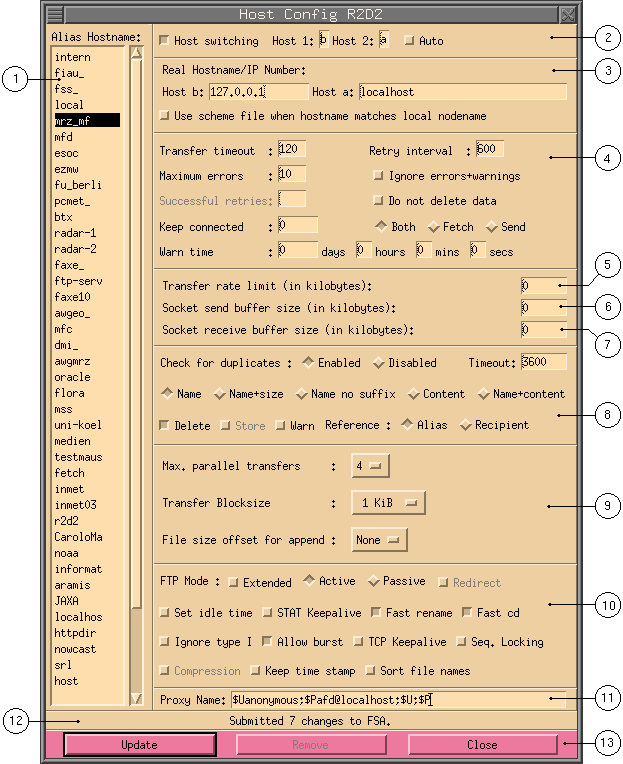 Host Config R2D2
Alias Hostname:
intern
fiau_
fss_
local
mrz_mf
mfd
esoc
ezmw
fu_berli
pcmet_
btx
radar-1
radar-2
faxe_
ftp-serv
faxe10
awgeo_
mfc
dmi_
awgmrz
oracle
flora
mss
uni-koel
medien
testmaus
fetch
inmet
inmet03
r2d2
CaroloMa
noaa
informat
aramis
JAXA
localhos
httpdir
nowcast
srl
host
Host switching Host 1: b Host 2: a Auto
Real Hostname/IP Number:
Host b: 127.0.0.1 Host a: localhost
Use scheme file when hostname matches local nodename
Transfer timeout : 120 Retry interval : 600
Maximum errors : 10 Ignore errors+warnings
Successful retries: Do not delete data
Keep connected : 0 Both Fetch Send
Warn time : 0 days 0 hours 0 mins 0 secs
Transfer rate limit (in kilobytes): 0
Socket send buffer size (in kilobytes): 0
Socket receive buffer size (in kilobytes): 0
Check for duplicates : Enabled Disabled Timeout: 3600
Name Name+size Name no suffix Content Name+content
Delete Store Warn Reference : Alias Recipient
Max. parallel transfers : 4
Transfer Blocksize : 1 KiB
File size offset for append : None
FTP Mode : Extended Active Passive Redirect
Set idle time STAT Keepalive Fast rename Fast cd
Ignore type I Allow burst TCP Keepalive Seq. Locking
Compression Keep time stamp Sort file names
Proxy Name: $Uanonymous;$Pafd@localhost;$U;$P
Submitted 7 changes to FSA.
Update Remove Close
1
2
3
4
5
6
7
8
9
10
11
12
13